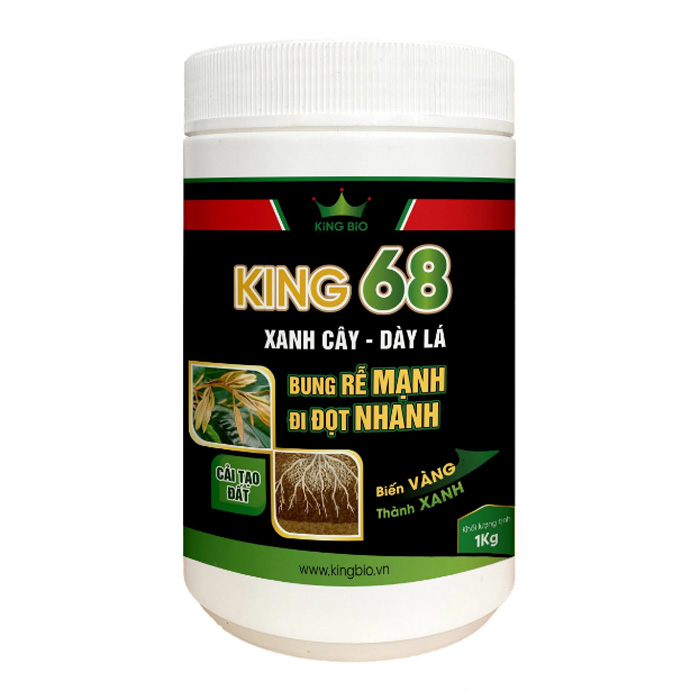 KiNG BiO
KING 68
XANH CÂY - DÀY LÁ
BUNG RỄ MẠNH
ĐI ĐỌT NHANH
CẢI TẠO
ĐẤT
Biến VÀNG
Thành XANH
Khối lượng tịnh
1Kg
www.kingbio.vn